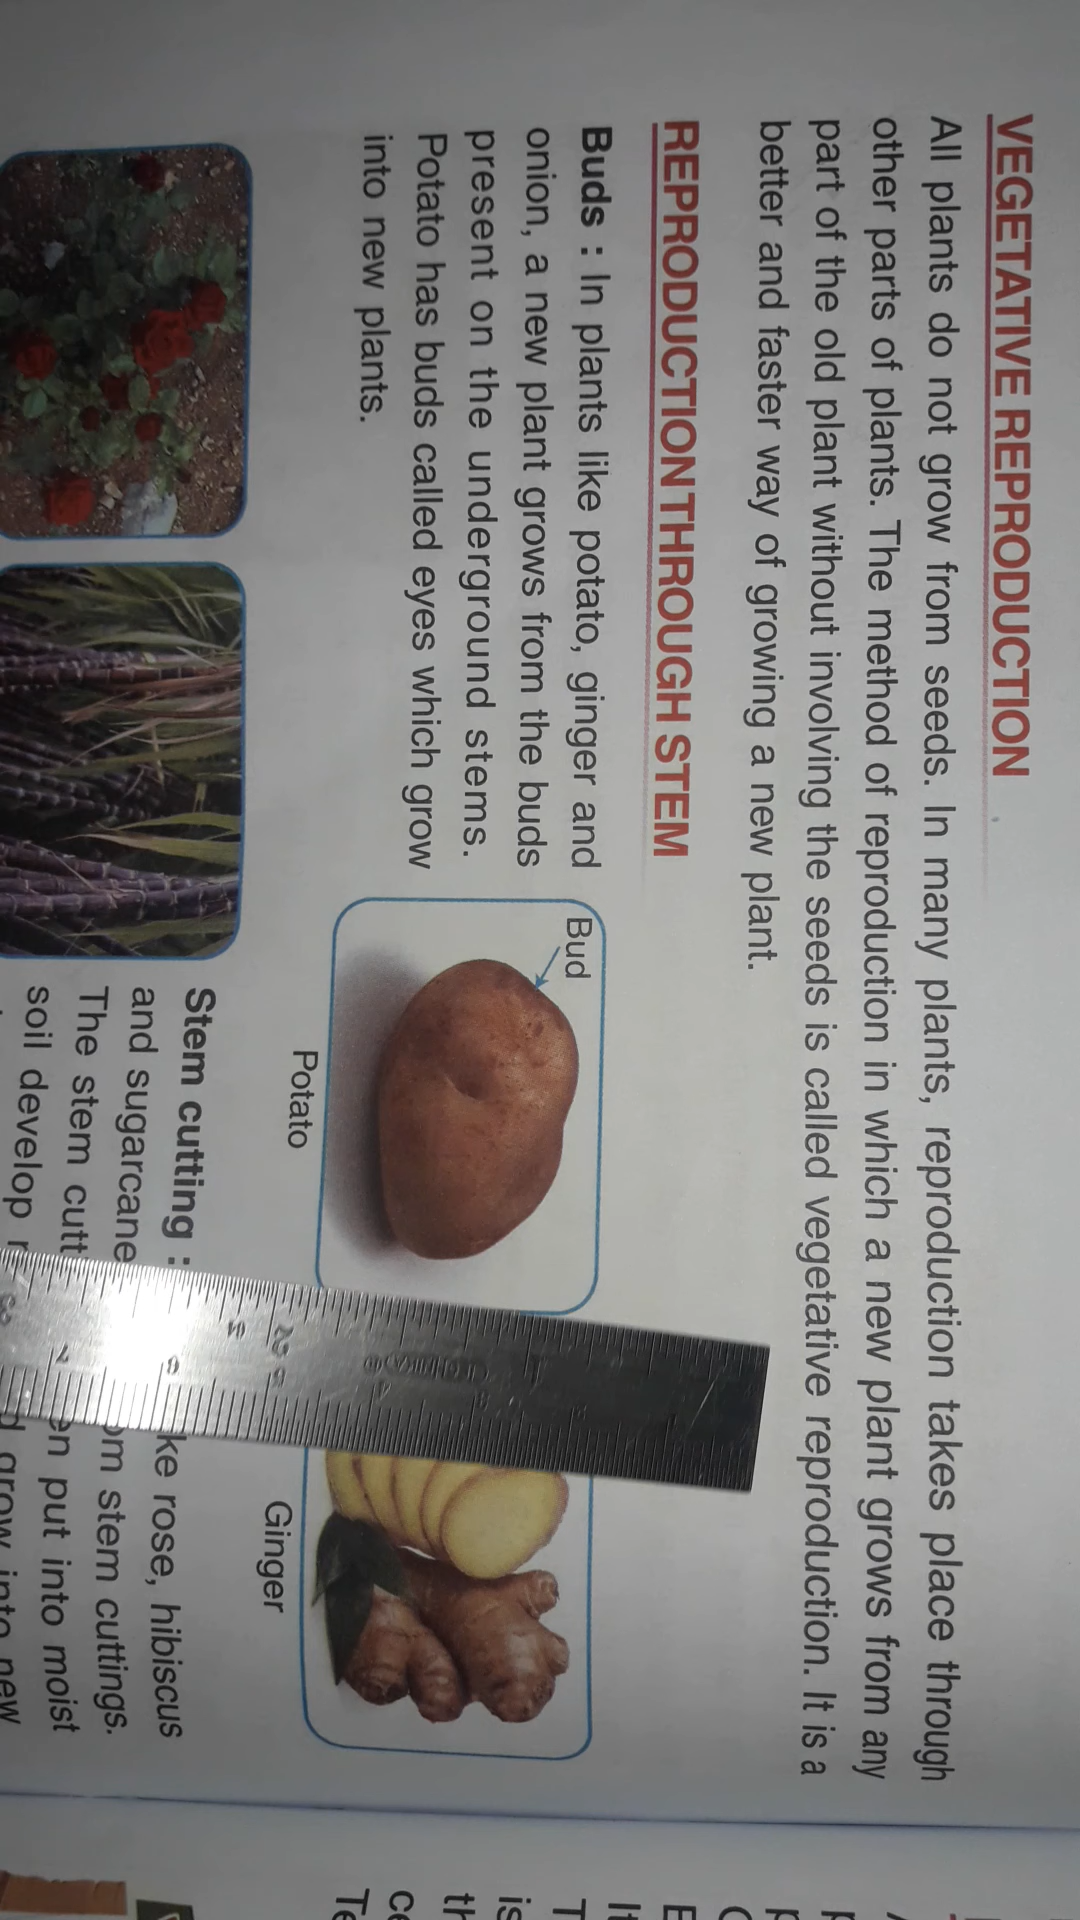 VEGETATIVE REPRODUCTION
All plants do not grow from seeds. In many plants, reproduction takes place through
other parts of plants. The method of reproduction in which a new plant grows from any
part of the old plant without involving the seeds is called vegetative reproduction. It is a
better and faster way of growing a new plant.
REPRODUCTION THROUGH STEM
Buds : In plants like potato, ginger and
onion, a new plant grows from the buds
present on the underground stems.
Potato has buds called eyes which grow
into new plants.
Bud
Potato
Ginger
Stem cutting : rose, hibiscus
and sugarcane stem cuttings.
The stem put into moist
soil develop grow into new